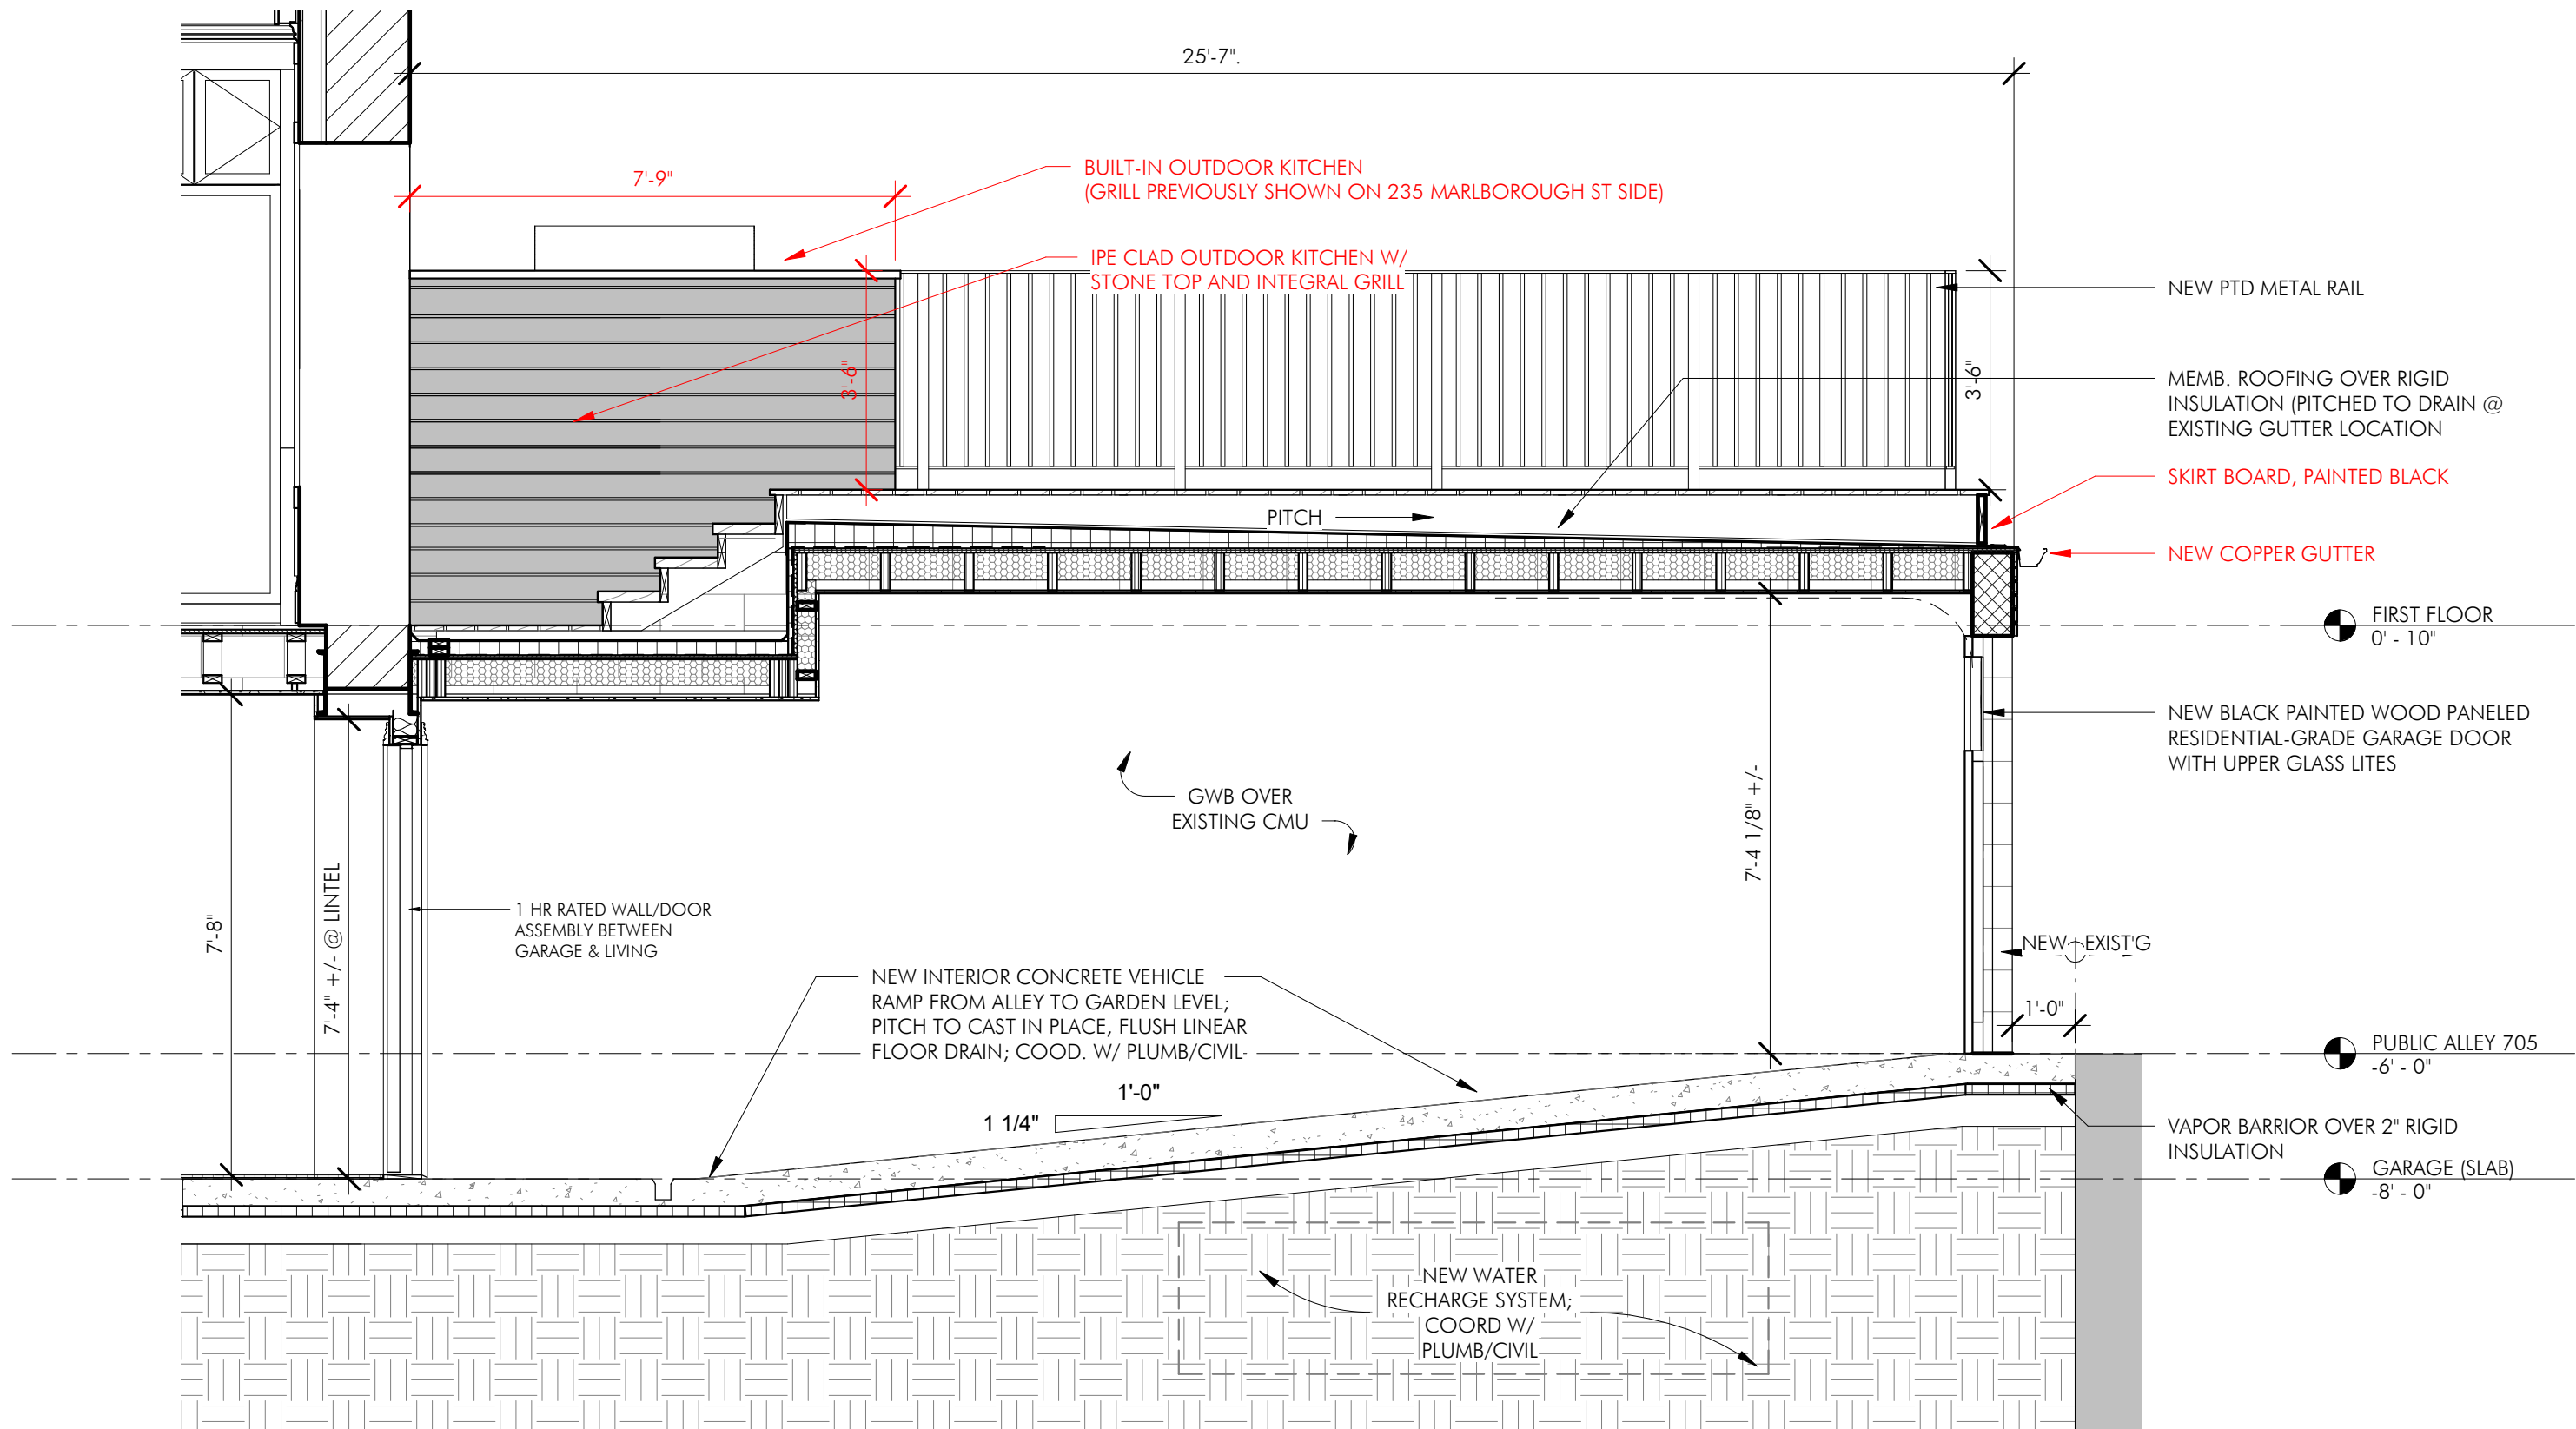 25'-7".
7'-9"
BUILT-IN OUTDOOR KITCHEN
(GRILL PREVIOUSLY SHOWN ON 235 MARLBOROUGH ST SIDE)
IPE CLAD OUTDOOR KITCHEN W/
STONE TOP AND INTEGRAL GRILL
NEW PTD METAL RAIL
3'-6"
3'-6"
MEMB. ROOFING OVER RIGID
INSULATION (PITCHED TO DRAIN @
EXISTING GUTTER LOCATION
SKIRT BOARD, PAINTED BLACK
PITCH
NEW COPPER GUTTER
FIRST FLOOR
0' - 10"
NEW BLACK PAINTED WOOD PANELED
RESIDENTIAL-GRADE GARAGE DOOR
WITH UPPER GLASS LITES
GWB OVER
EXISTING CMU
7'-4 1/8" +/-
7'-8"
7'-4" +/- @ LINTEL
1 HR RATED WALL/DOOR
ASSEMBLY BETWEEN
GARAGE & LIVING
NEW EXIST'G
NEW INTERIOR CONCRETE VEHICLE
RAMP FROM ALLEY TO GARDEN LEVEL;
PITCH TO CAST IN PLACE, FLUSH LINEAR
FLOOR DRAIN; COOD. W/ PLUMB/CIVIL
1'-0"
PUBLIC ALLEY 705
-6' - 0"
1'-0"
1 1/4"
VAPOR BARRIOR OVER 2" RIGID
INSULATION
GARAGE (SLAB)
-8' - 0"
NEW WATER
RECHARGE SYSTEM;
COORD W/
PLUMB/CIVIL